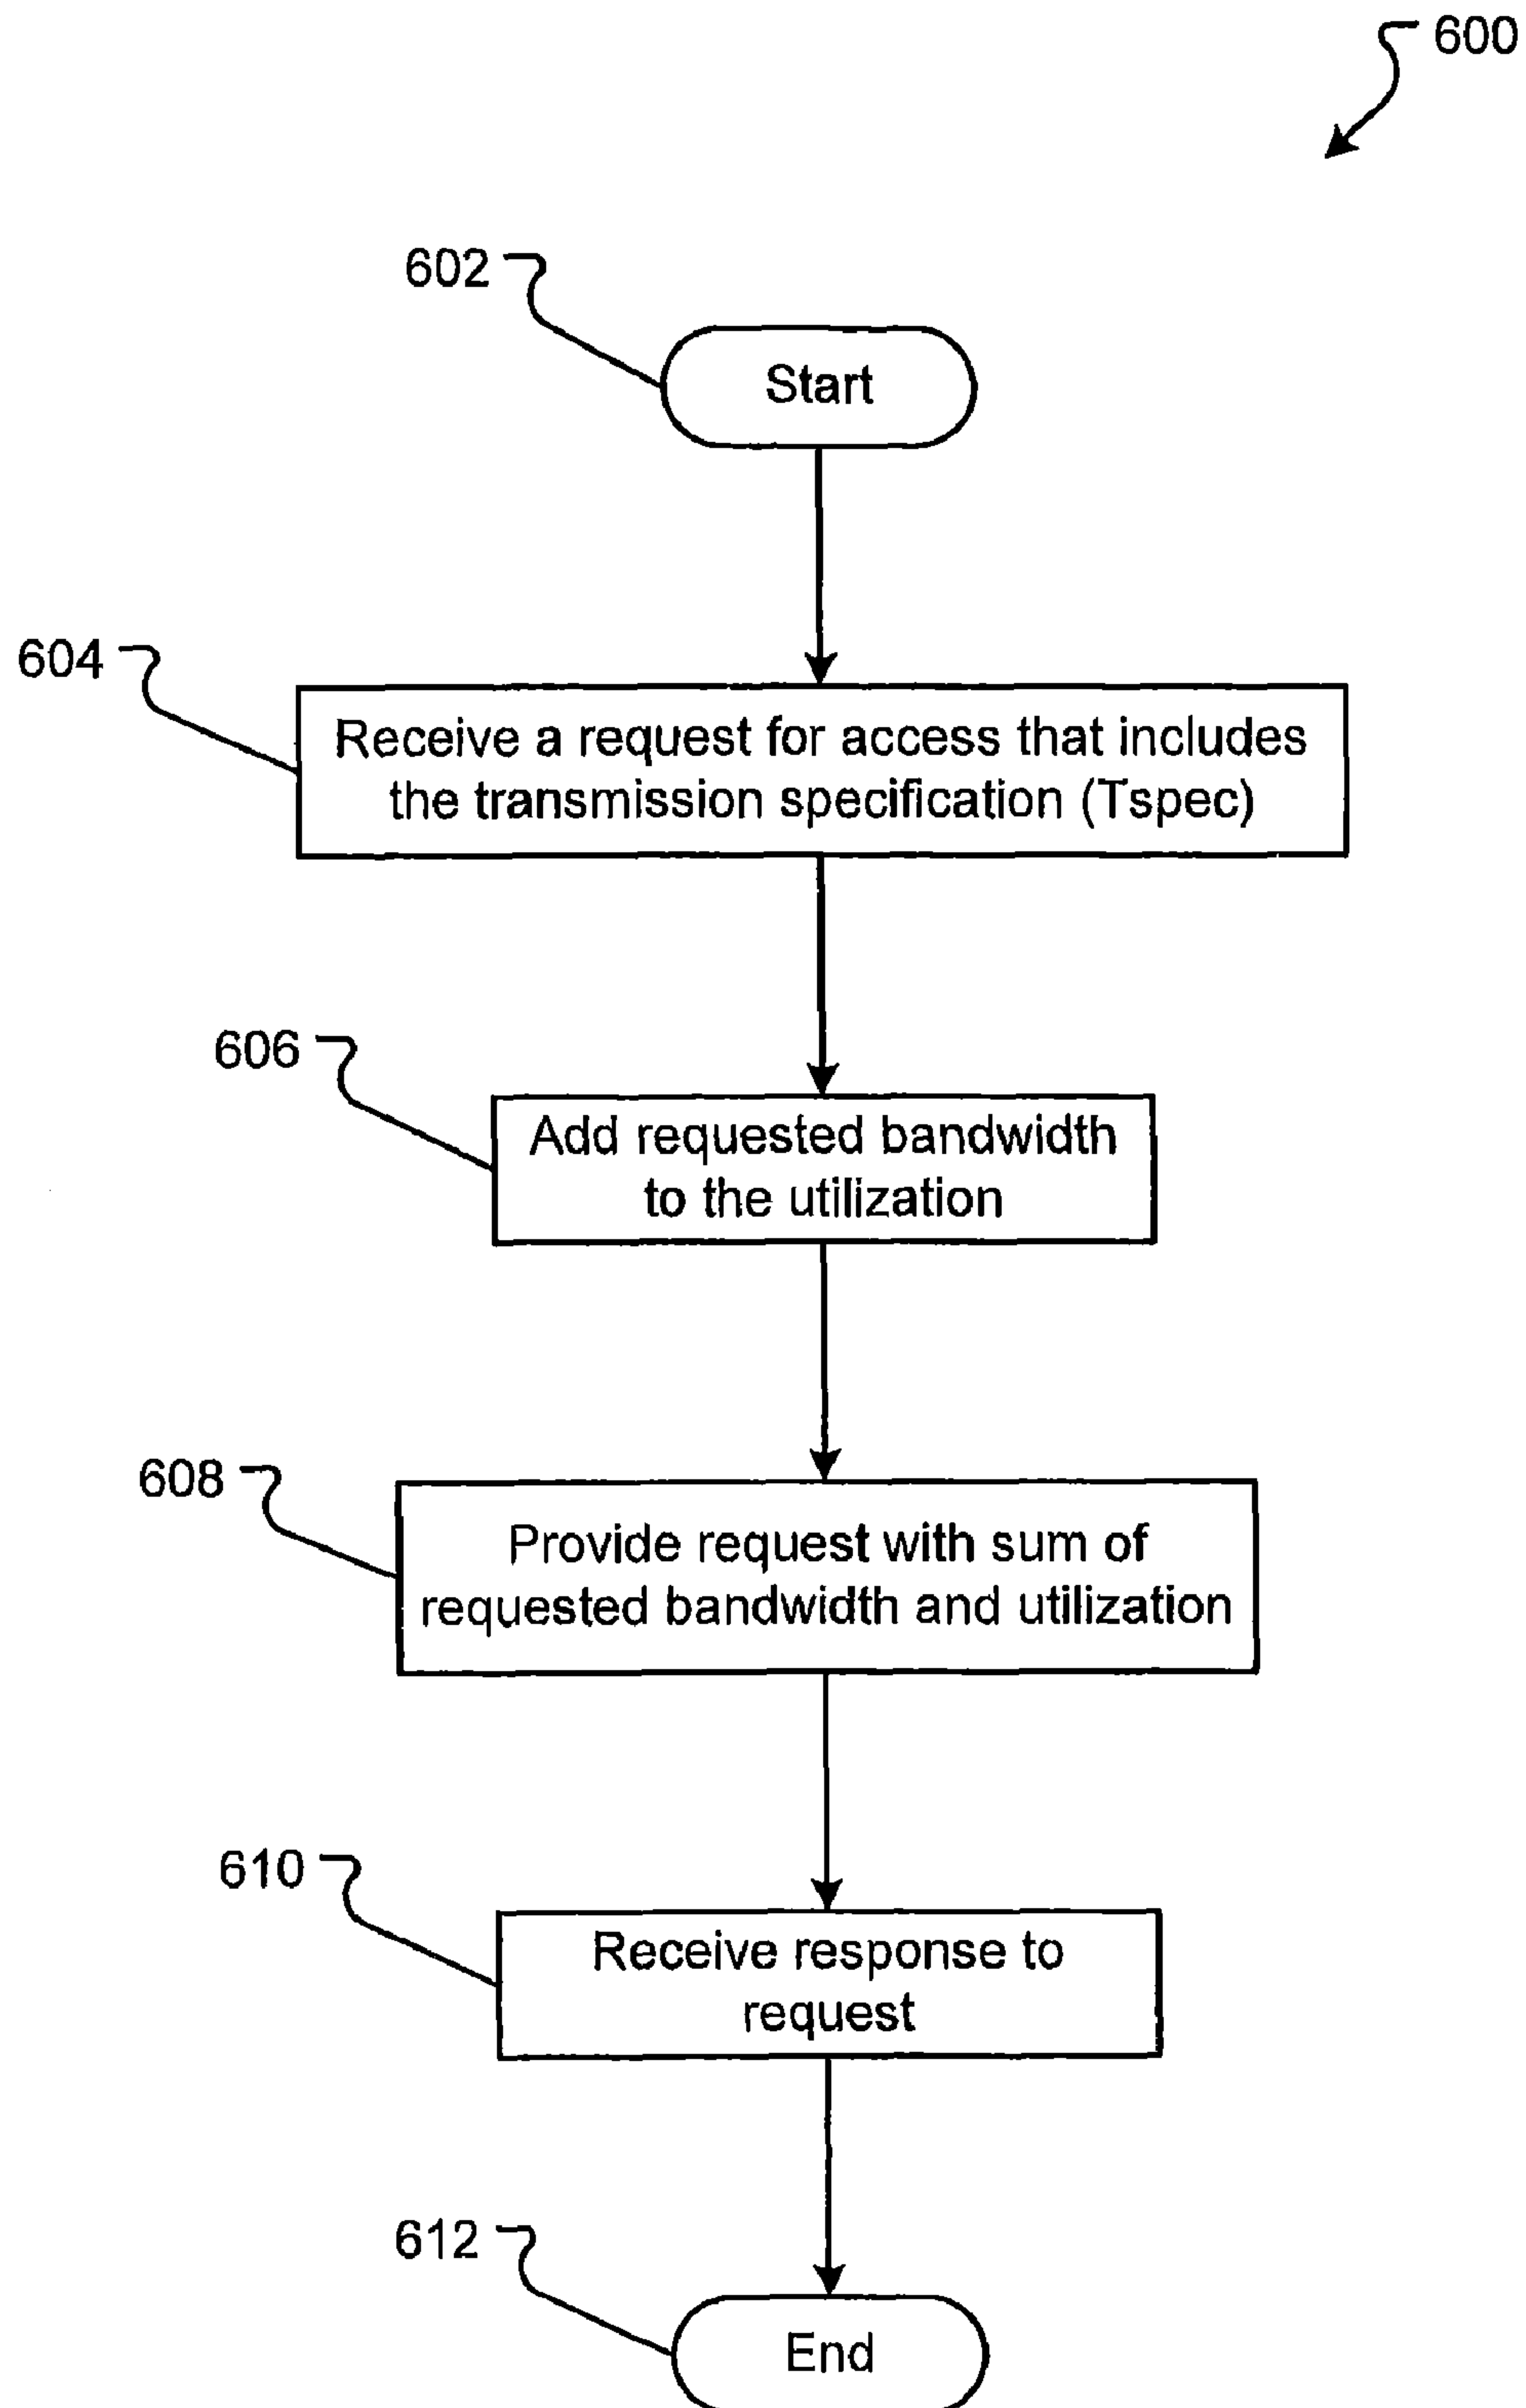 600
602
Start
604
Receive a request for access that includes
the transmission specification (Tspec)
606
Add requested bandwidth
to the utilization
608
Provide request with sum of
requested bandwidth and utilization
610
Receive response to
request
612
End